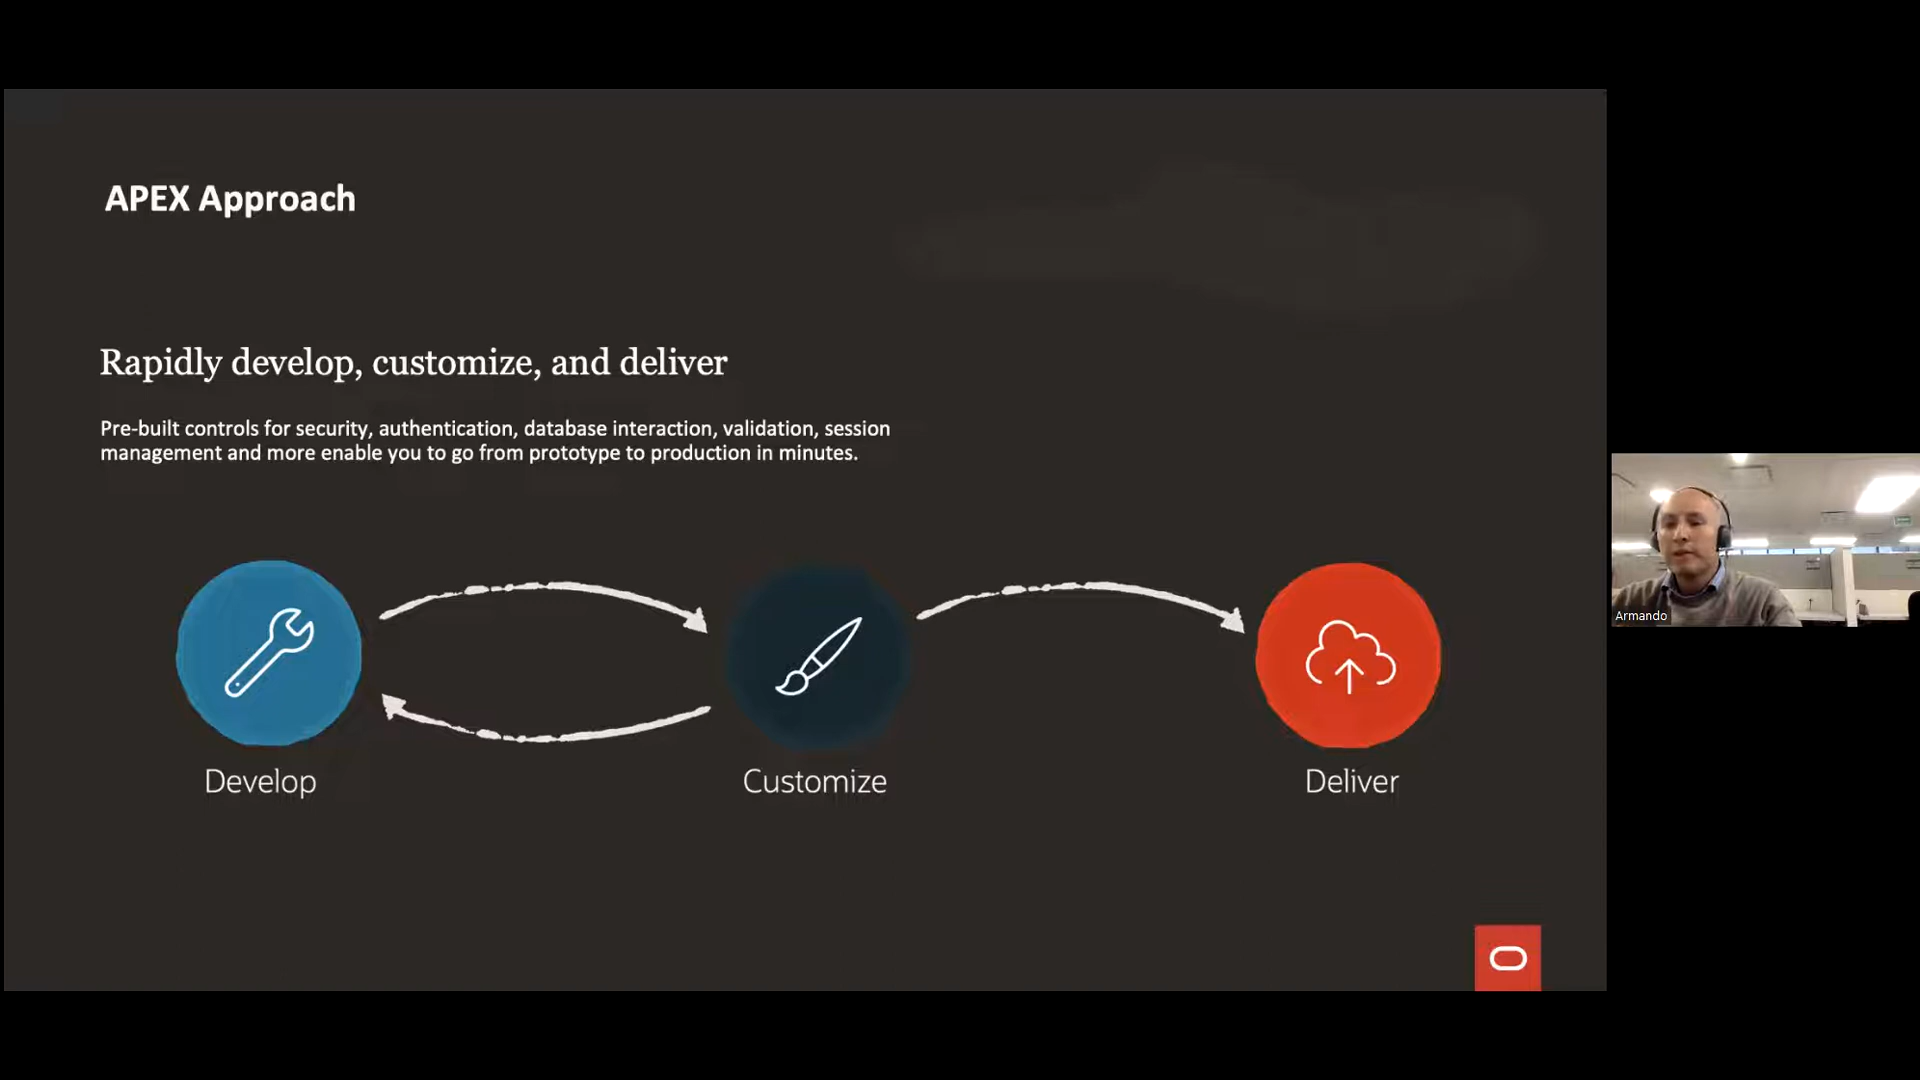 APEX Approach
Rapidly develop, customize, and deliver
Pre-built controls for security, authentication, database interaction, validation, session
management and more enable you to go from prototype to production in minutes.
Develop
Customize
Deliver
Armando